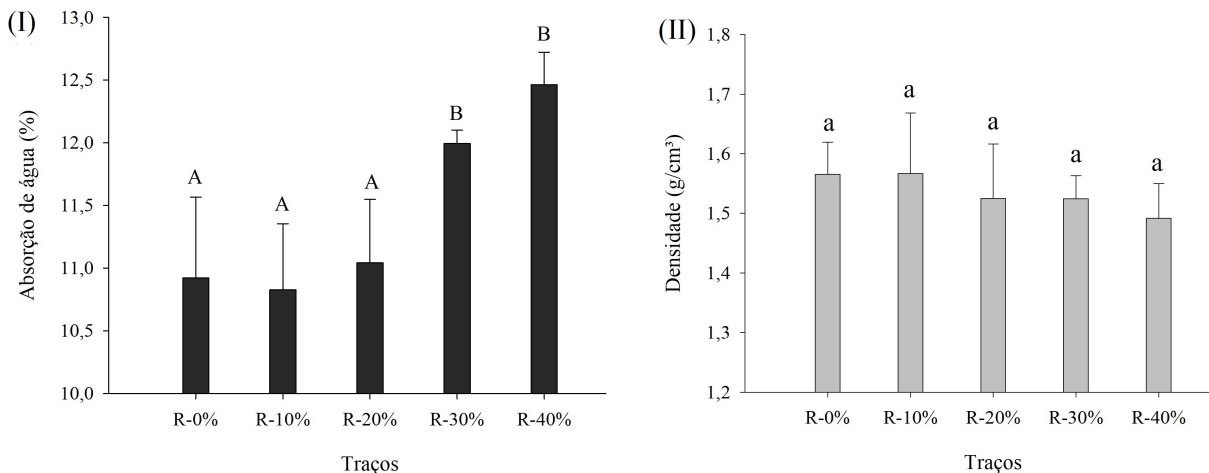 (I)
Absorção de água (%)
13,0
12,5
12,0
11,5
11,0
10,5
10,0
A
A
A
B
B
R-0% R-10% R-20% R-30% R-40%
Traços
(II)
Densidade (g/cm³)
1,8
1,7
1,6
1,5
1,4
1,3
1,2
a
a
a
a
a
R-0% R-10% R-20% R-30% R-40%
Traços